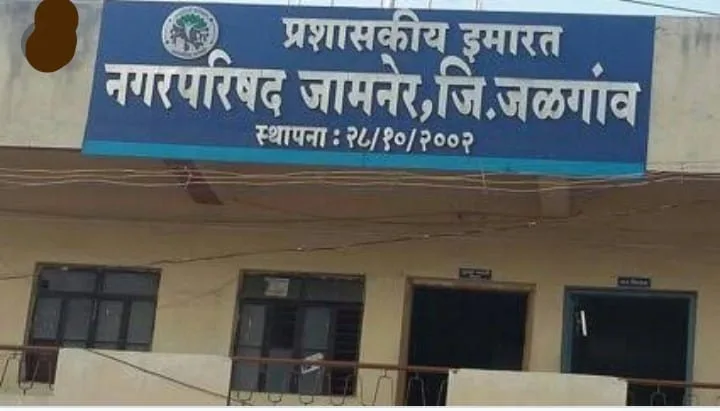 प्रशासकीय इमारत
नगरपरिषद जामनेर,जि.जळगांव
स्थापना : २८/१०/२००२